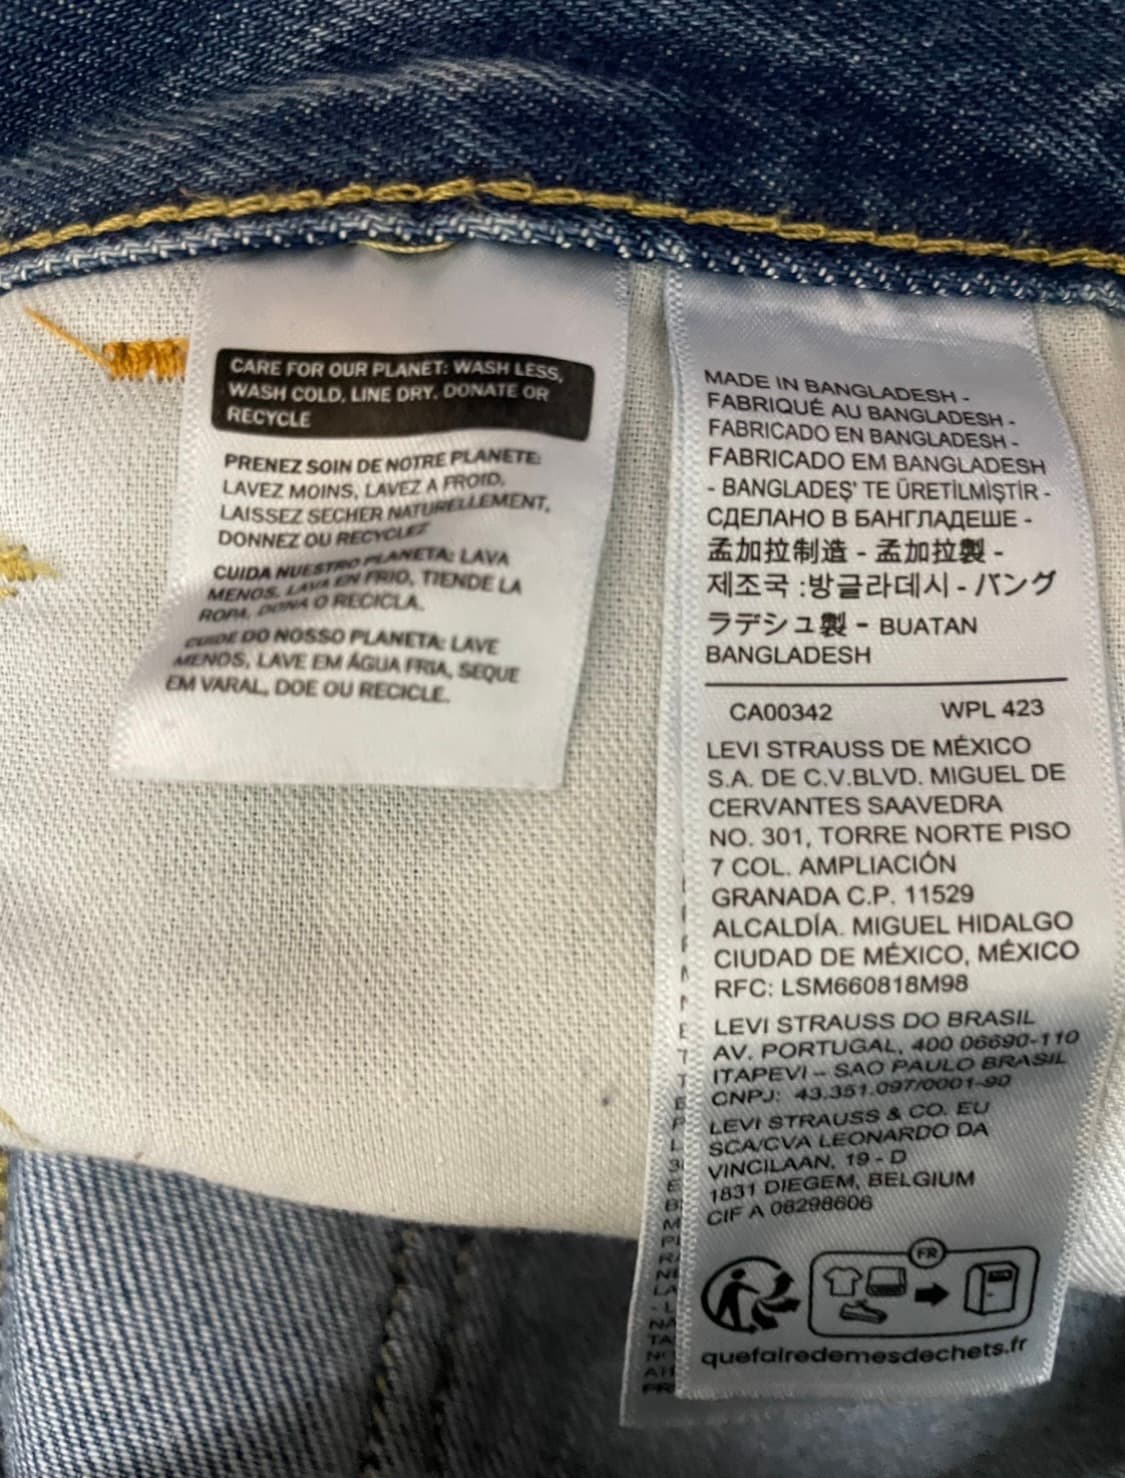 CARE FOR OUR PLANET: WASH LESS,
WASH COLD, LINE DRY. DONATE OR
RECYCLE
PRENEZ SOIN DE NOTRE PLANETE:
LAVEZ MOINS, LAVEZ A FROID,
LAISSEZ SECHER NATURELLEMENT,
DONNEZ OU RECYCLEZ
CUIDA NUESTRO PLANETA: LAVA
MENOS, LAVA EN FRIO, TIENDE LA
ROPA, DONA O RECICLA.
CUIDE DO NOSSO PLANETA: LAVE
MENOS, LAVE EM ÁGUA FRIA, SEQUE
EM VARAL, DOE OU RECICLE.
MADE IN BANGLADESH -
FABRIQUÉ AU BANGLADESH -
FABRICADO EN BANGLADESH -
FABRICADO EM BANGLADESH
- BANGLADEŞ' TE ÜRETİLMİŞTİR -
СДЕЛАНО В БАНГЛАДЕШЕ -
孟加拉制造 - 孟加拉製 -
제조국 :방글라데시 - バング
ラデシュ製 - BUATAN
BANGLADESH
CA00342 WPL 423
LEVI STRAUSS DE MÉXICO
S.A. DE C.V.BLVD. MIGUEL DE
CERVANTES SAAVEDRA
NO. 301, TORRE NORTE PISO
7 COL. AMPLIACIÓN
GRANADA C.P. 11529
ALCALDÍA. MIGUEL HIDALGO
CIUDAD DE MÉXICO, MÉXICO
RFC: LSM660818M98
LEVI STRAUSS DO BRASIL
AV. PORTUGAL, 400 06690-110
ITAPEVI – SAO PAULO BRASIL
CNPJ: 43.351.097/0001-90
LEVI STRAUSS & CO. EU
SCA/CVA LEONARDO DA
VINCILAAN, 19 - D
1831 DIEGEM, BELGIUM
CIF A 08298606
FR
quefairedemesdechets.fr